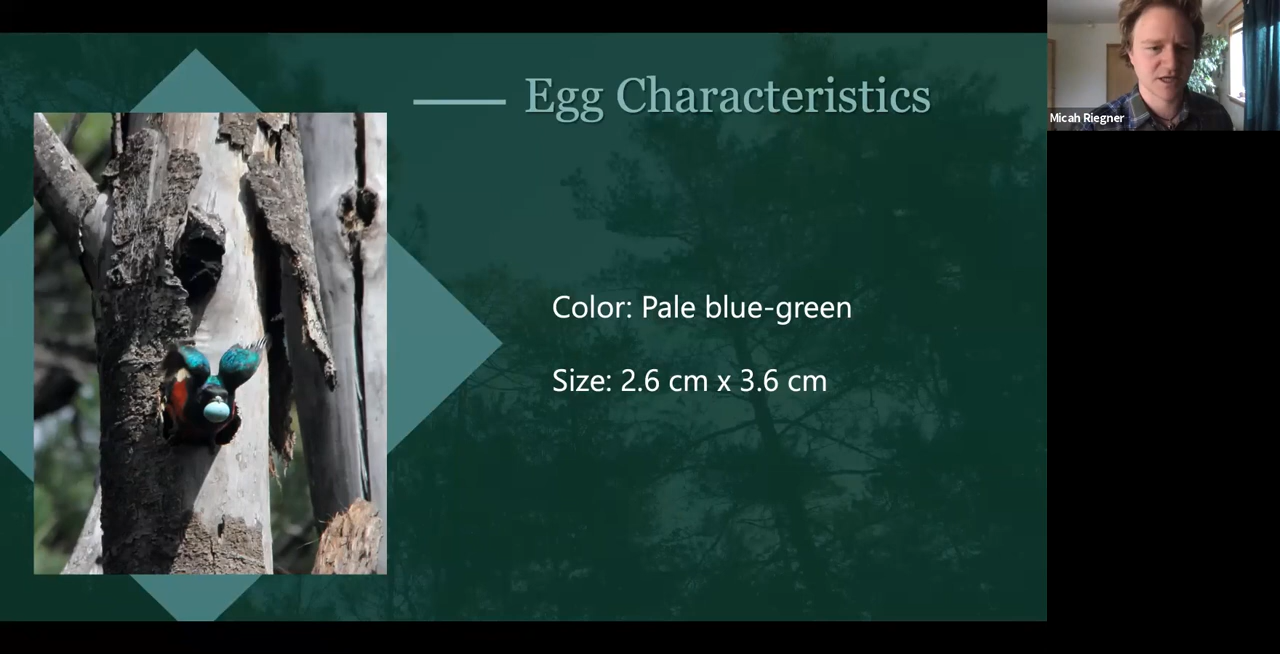 Egg Characteristics
Micah Riegner
Color: Pale blue-green
Size: 2.6 cm x 3.6 cm